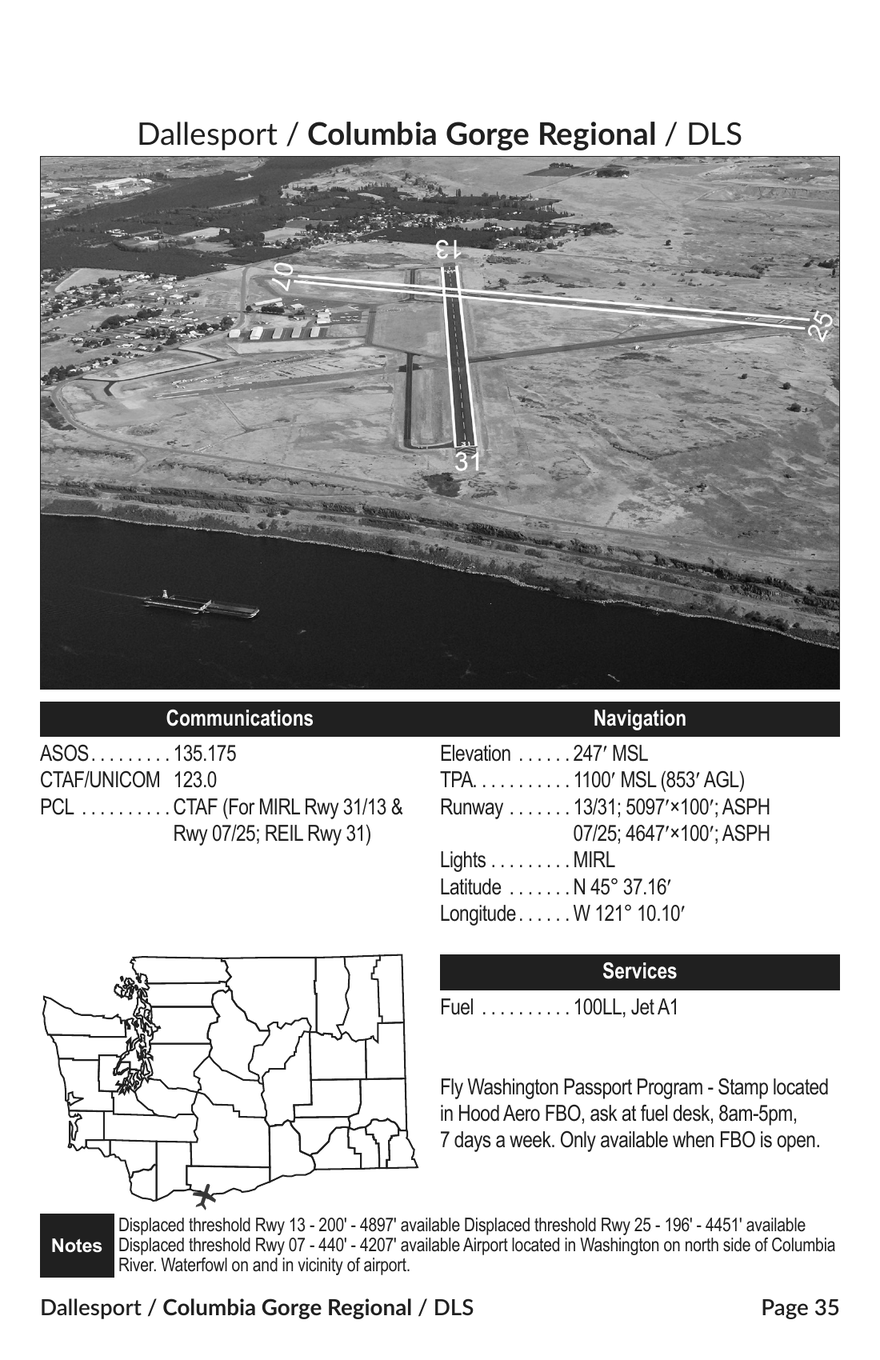 Dallesport / Columbia Gorge Regional / DLS
13
07
25
31
Communications
ASOS . . . . . . . . . 135.175
CTAF/UNICOM 123.0
PCL . . . . . . . . . . CTAF (For MIRL Rwy 31/13 &
Rwy 07/25; REIL Rwy 31)
Navigation
Elevation . . . . . . 247′ MSL
TPA. . . . . . . . . . . 1100′ MSL (853′ AGL)
Runway . . . . . . . 13/31; 5097′×100′; ASPH
07/25; 4647′×100′; ASPH
Lights . . . . . . . . . MIRL
Latitude . . . . . . . N 45° 37.16′
Longitude . . . . . . W 121° 10.10′
Services
Fuel . . . . . . . . . . 100LL, Jet A1
Fly Washington Passport Program - Stamp located
in Hood Aero FBO, ask at fuel desk, 8am-5pm,
7 days a week. Only available when FBO is open.
Notes
Displaced threshold Rwy 13 - 200' - 4897' available Displaced threshold Rwy 25 - 196' - 4451' available
Displaced threshold Rwy 07 - 440' - 4207' available Airport located in Washington on north side of Columbia
River. Waterfowl on and in vicinity of airport.
Dallesport / Columbia Gorge Regional / DLS
Page 35